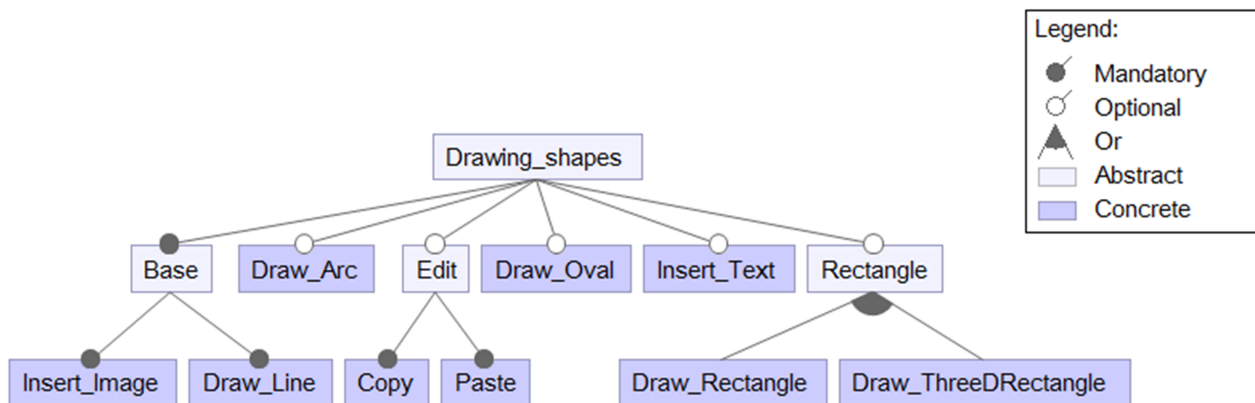 Legend:
Mandatory
Optional
Or
Abstract
Concrete
Drawing_shapes
Base
Draw_Arc
Edit
Draw_Oval
Insert_Text
Rectangle
Insert_Image
Draw_Line
Copy
Paste
Draw_Rectangle
Draw_ThreeDRectangle